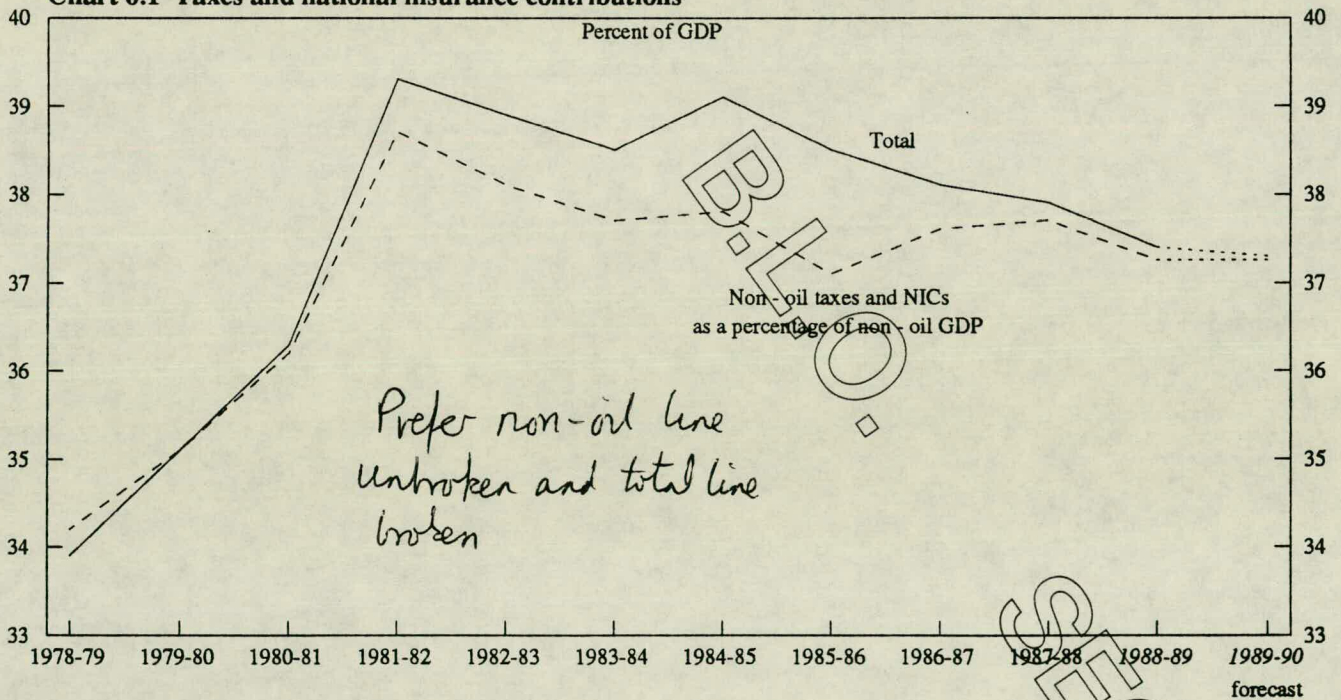 Chart 6.1 Taxes and national insurance contributions
Percent of GDP
40 40
39 39
Total
38 38
37 37
Non - oil taxes and NICs
as a percentage of non - oil GDP
36 36
Prefer non-oil line
unbroken and total line
broken
35 35
34 34
33 33
B.L.O.
SEC
1978-79 1979-80 1980-81 1981-82 1982-83 1983-84 1984-85 1985-86 1986-87 1987-88 1988-89 1989-90
forecast